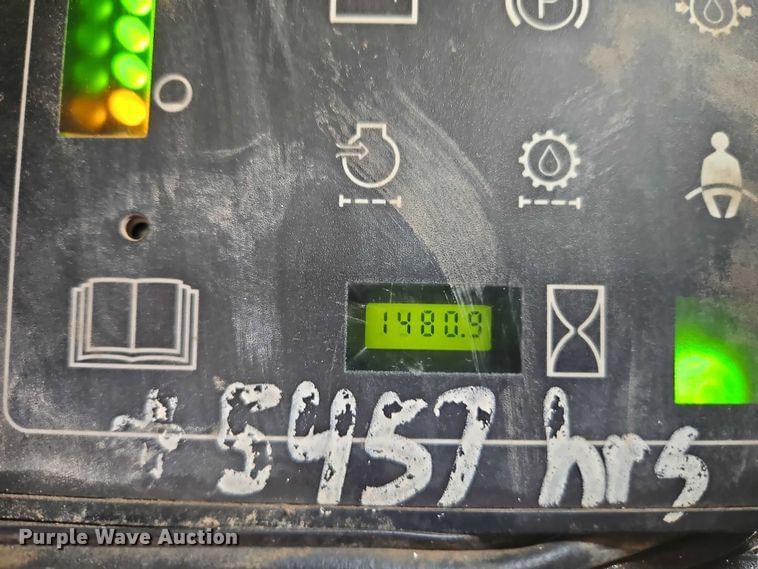 P
1480.9
+ 5457 hrs
Purple Wave Auction